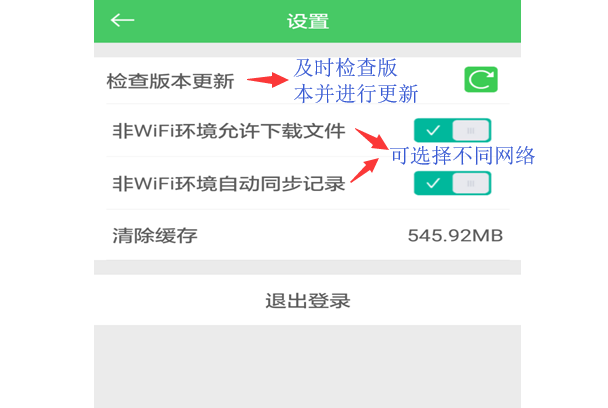 设置
检查版本更新
及时检查版
本并进行更新
非WiFi环境允许下载文件
可选择不同网络
非WiFi环境自动同步记录
清除缓存 545.92MB
退出登录